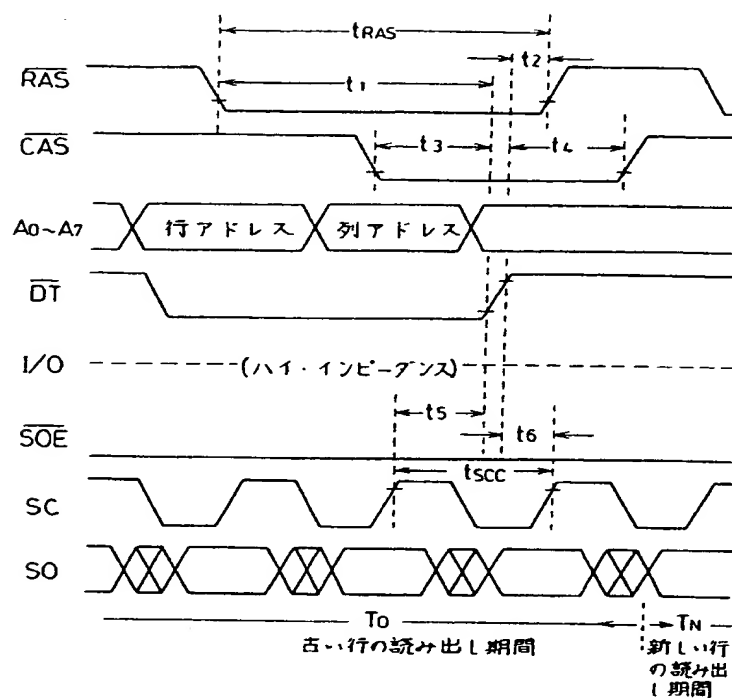 tRAS
t2
RAS
t1
CAS
t3
t4
A0~A7
行アドレス
列アドレス
DT
I/O
(ハイ・インピーダンス)
t5
SOE
t6
tSCC
SC
SO
TO
TN
古い行の読み出し期間
新しい行
の読み出
し期間